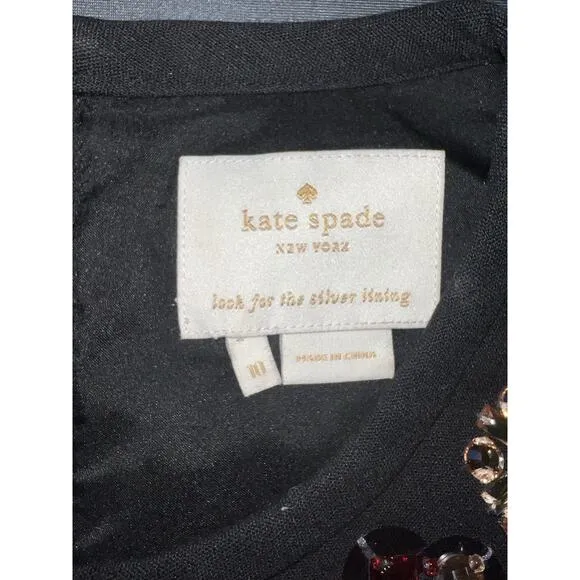 kate spade
NEW YORK
look for the silver lining
10
MADE IN CHINA